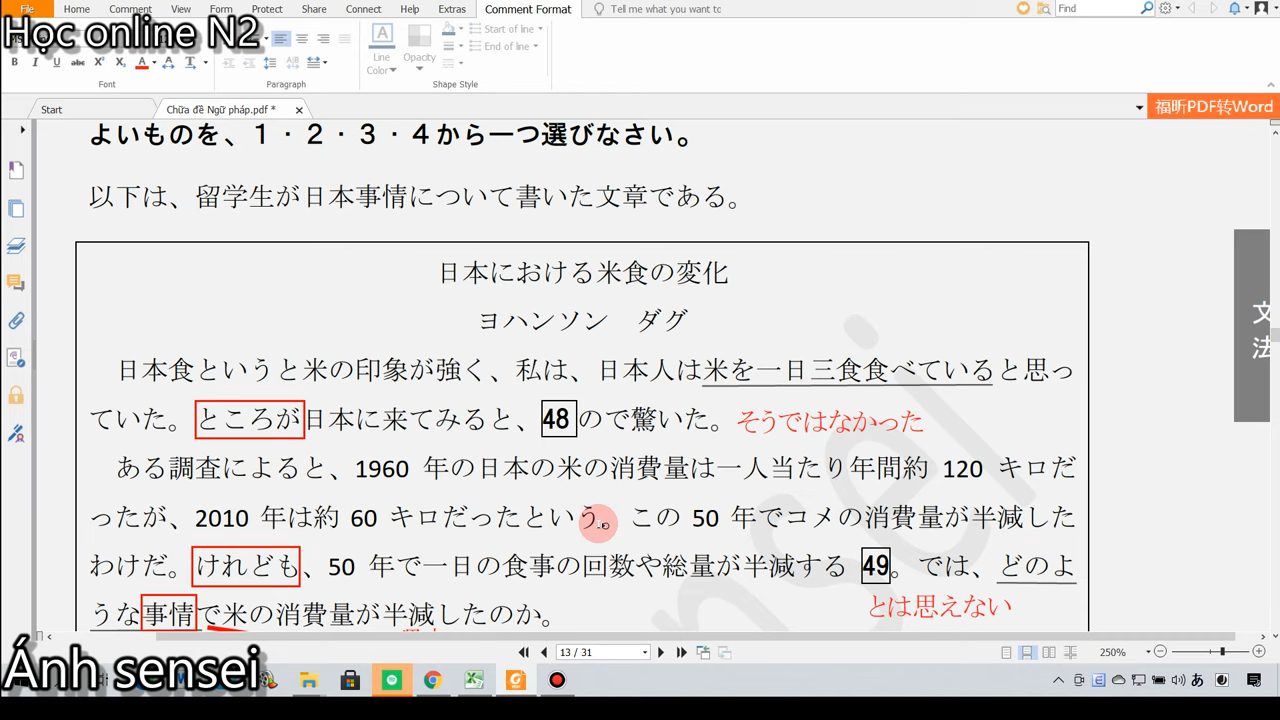 File Home Comments View Form Protect Share Connect Help Extras Comment Format Tell me what you want to Find
Học online N2
Line Color
Opacity
Start of line
End of line
Font Paragraph Shape Style
Start Chữa đề Ngữ pháp.pdf * 福昕PDF转Word
よいものを、１・２・３・４から一つ選びなさい。
以下は、留学生が日本事情について書いた文章である。
日本における米食の変化
ヨハンソン ダグ
日本食というと米の印象が強く、私は、日本人は米を一日三食食べていると思っ
ていた。ところが日本に来てみると、48ので驚いた。そうではなかった
ある調査によると、1960 年の日本の米の消費量は一人当たり年間約 120 キロだ
ったが、2010 年は約 60 キロだったという。この 50 年でコメの消費量が半減した
わけだ。けれども、50 年で一日の食事の回数や総量が半減する 49。では、どのよ
うな事情で米の消費量が半減したのか。
とは思えない
文
法
nsej
13 / 31
250%
Ánh sensei
あ